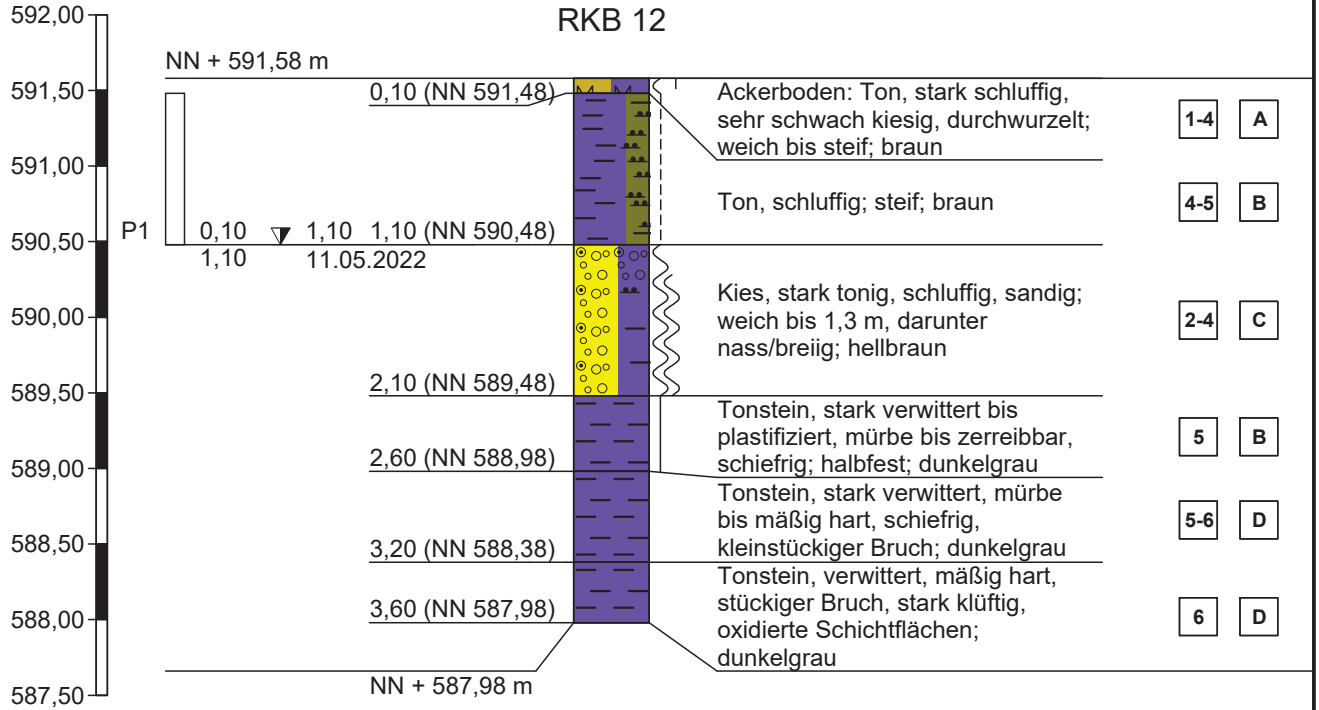 RKB 12
592,00
591,50
591,00
590,50
590,00
589,50
589,00
588,50
588,00
587,50
NN + 591,58 m
0,10 (NN 591,48)
P1
0,10
1,10
1,10
11.05.2022
1,10 (NN 590,48)
2,10 (NN 589,48)
2,60 (NN 588,98)
3,20 (NN 588,38)
3,60 (NN 587,98)
NN + 587,98 m
Ackerboden: Ton, stark schluffig,
sehr schwach kiesig, durchwurzelt;
weich bis steif; braun
1-4 A
Ton, schluffig; steif; braun
4-5 B
Kies, stark tonig, schluffig, sandig;
weich bis 1,3 m, darunter
nass/breiig; hellbraun
2-4 C
Tonstein, stark verwittert bis
plastifiziert, mürbe bis zerreibbar,
schiefrig; halbfest; dunkelgrau
5 B
Tonstein, stark verwittert, mürbe
bis mäßig hart, schiefrig,
kleinstückiger Bruch; dunkelgrau
5-6 D
Tonstein, verwittert, mäßig hart,
stückiger Bruch, stark klüftig,
oxidierte Schichtflächen;
dunkelgrau
6 D